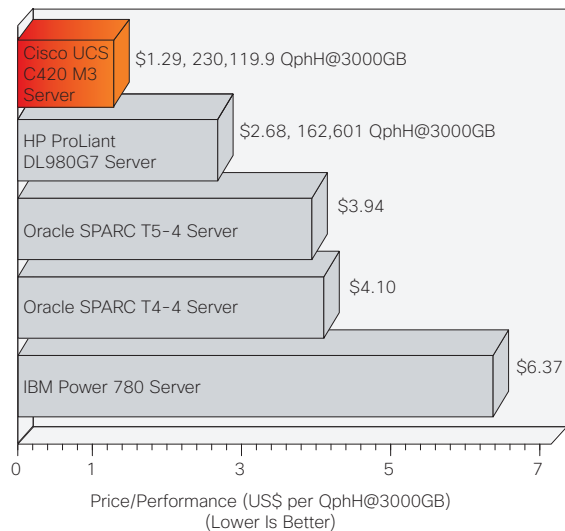 Cisco UCS
C420 M3
Server
$1.29, 230,119.9 QphH@3000GB
HP ProLiant
DL980G7 Server
$2.68, 162,601 QphH@3000GB
Oracle SPARC T5-4 Server
$3.94
Oracle SPARC T4-4 Server
$4.10
IBM Power 780 Server
$6.37
0 1 3 5 7
Price/Performance (US$ per QphH@3000GB)
(Lower Is Better)